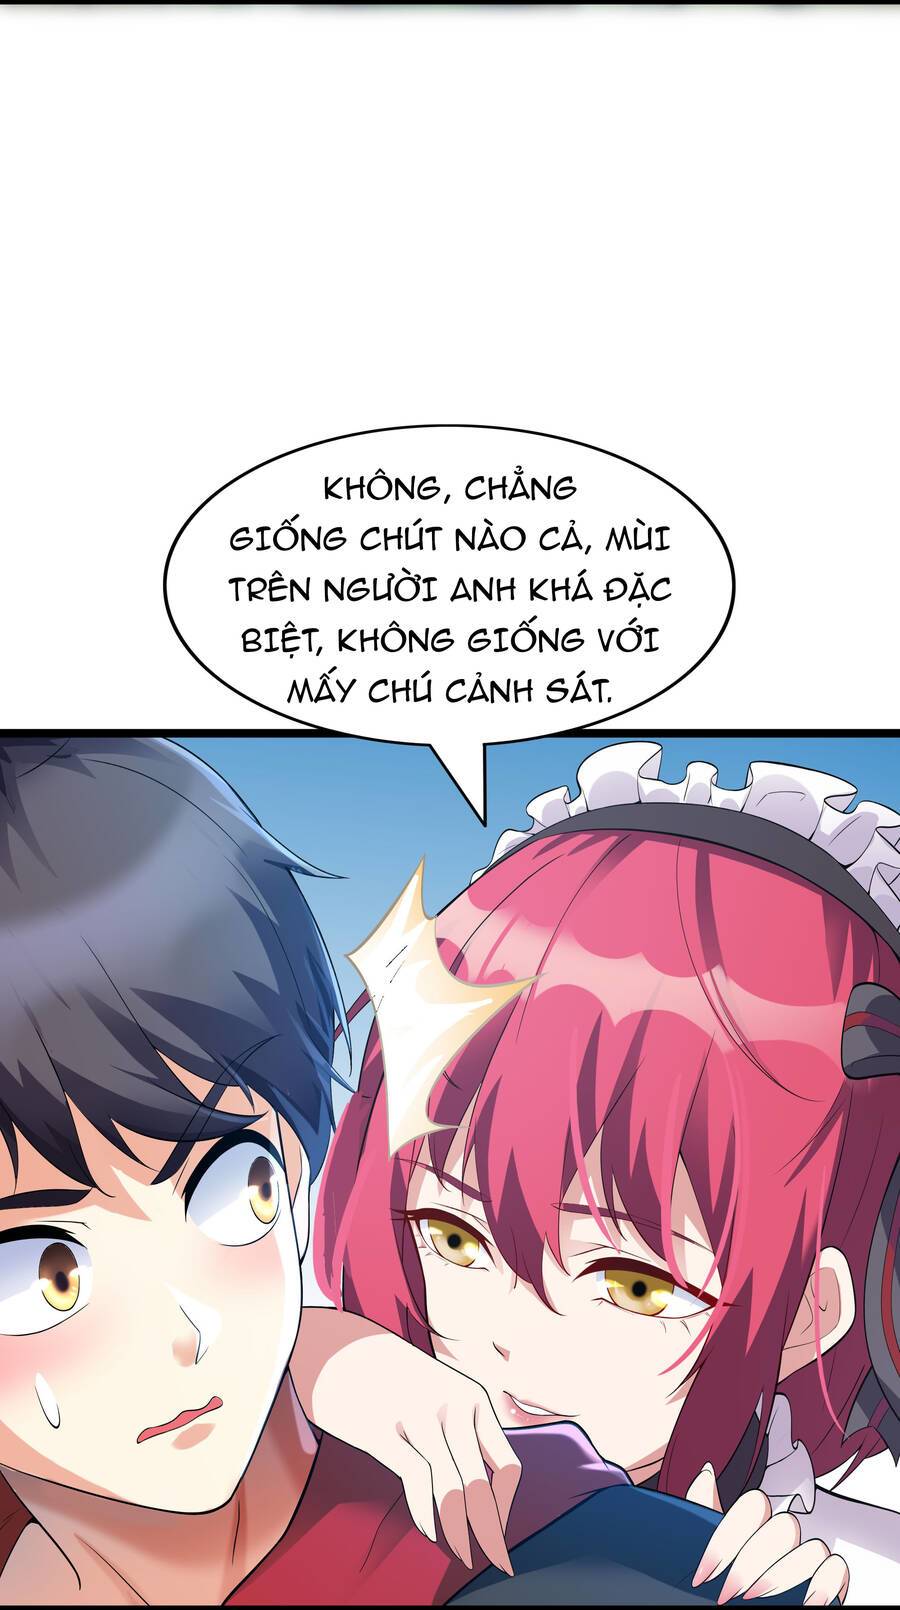 KHÔNG, CHẲNG
GIỐNG CHÚT NÀO CẢ, MÙI
TRÊN NGƯỜI ANH KHÁ ĐẶC
BIỆT, KHÔNG GIỐNG VỚI
MẤY CHÚ CẢNH SÁT.